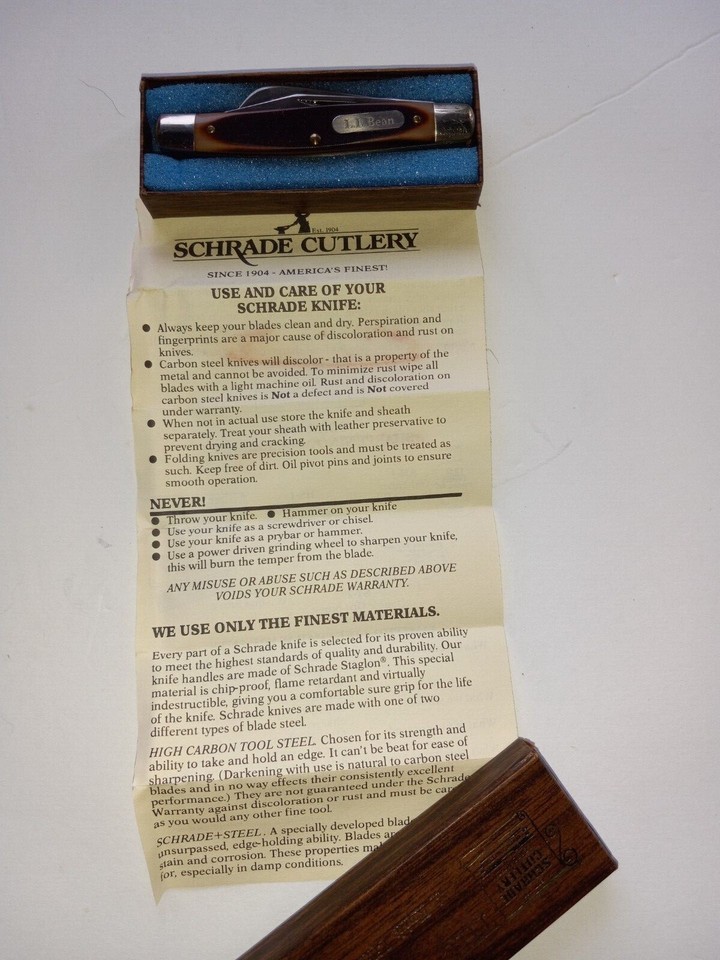 L.L. Bean
Est. 1904
SCHRADE CUTLERY
SINCE 1904 - AMERICA'S FINEST!
USE AND CARE OF YOUR
SCHRADE KNIFE:
● Always keep your blades clean and dry. Perspiration and
fingerprints are a major cause of discoloration and rust on
knives.
● Carbon steel knives will discolor - that is a property of the
metal and cannot be avoided. To minimize rust wipe all
blades with a light machine oil. Rust and discoloration on
carbon steel knives is Not a defect and is Not covered
under warranty.
● When not in actual use store the knife and sheath
separately. Treat your sheath with leather preservative to
prevent drying and cracking.
● Folding knives are precision tools and must be treated as
such. Keep free of dirt. Oil pivot pins and joints to ensure
smooth operation.
NEVER!
● Throw your knife. ● Hammer on your knife
● Use your knife as a screwdriver or chisel.
● Use your knife as a prybar or hammer.
● Use a power driven grinding wheel to sharpen your knife,
this will burn the temper from the blade.
ANY MISUSE OR ABUSE SUCH AS DESCRIBED ABOVE
VOIDS YOUR SCHRADE WARRANTY.
WE USE ONLY THE FINEST MATERIALS.
Every part of a Schrade knife is selected for its proven ability
to meet the highest standards of quality and durability. Our
knife handles are made of Schrade Staglon®. This special
material is chip-proof, flame retardant and virtually
indestructible, giving you a comfortable sure grip for the life
of the knife. Schrade knives are made with one of two
different types of blade steel.
HIGH CARBON TOOL STEEL. Chosen for its strength and
ability to take and hold an edge. It can't be beat for ease of
sharpening. (Darkening with use is natural to carbon steel
blades and in no way effects their consistently excellent
performance.) They are not guaranteed under the Schrade
Warranty against discoloration or rust and must be
as you would any other fine tool.
SCHRADE+STEEL. A specially developed blade
unsurpassed, edge-holding ability. Blades
stain and corrosion. These properties
for, especially in damp conditions.
SCHRADE
CUTLERY